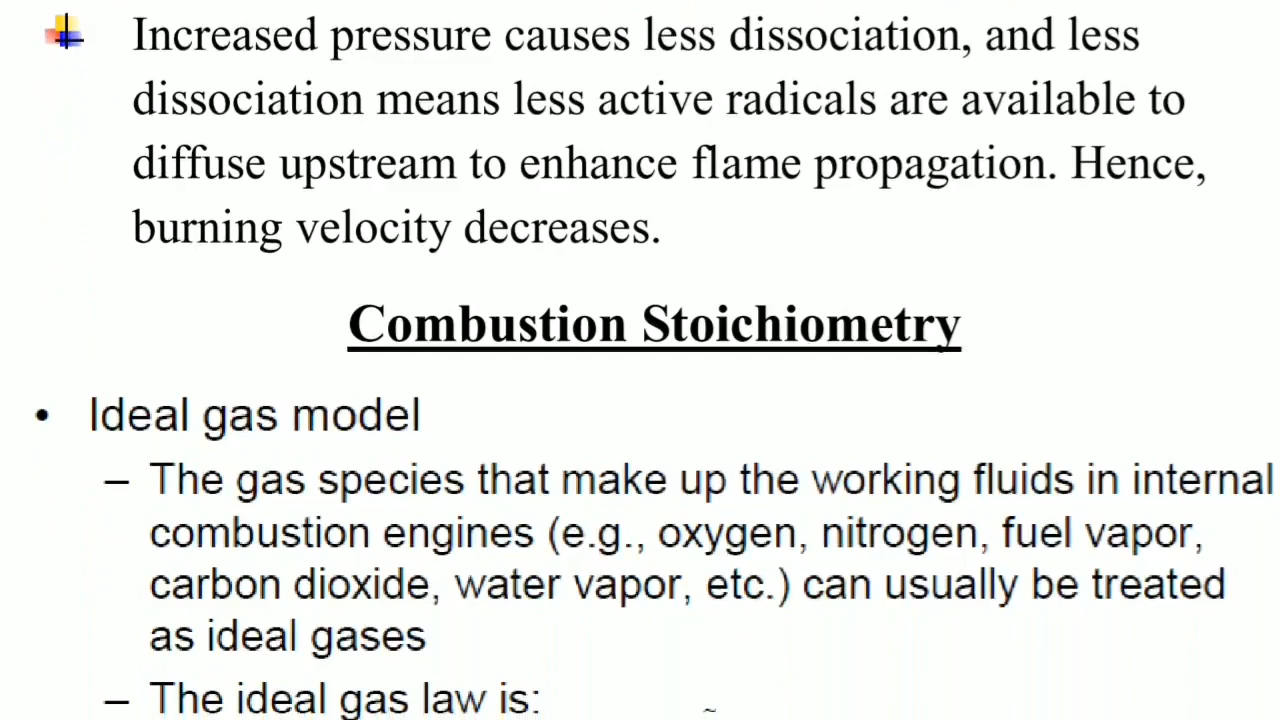 Increased pressure causes less dissociation, and less
dissociation means less active radicals are available to
diffuse upstream to enhance flame propagation. Hence,
burning velocity decreases.
Combustion Stoichiometry
• Ideal gas model
– The gas species that make up the working fluids in internal
combustion engines (e.g., oxygen, nitrogen, fuel vapor,
carbon dioxide, water vapor, etc.) can usually be treated
as ideal gases
– The ideal gas law is: